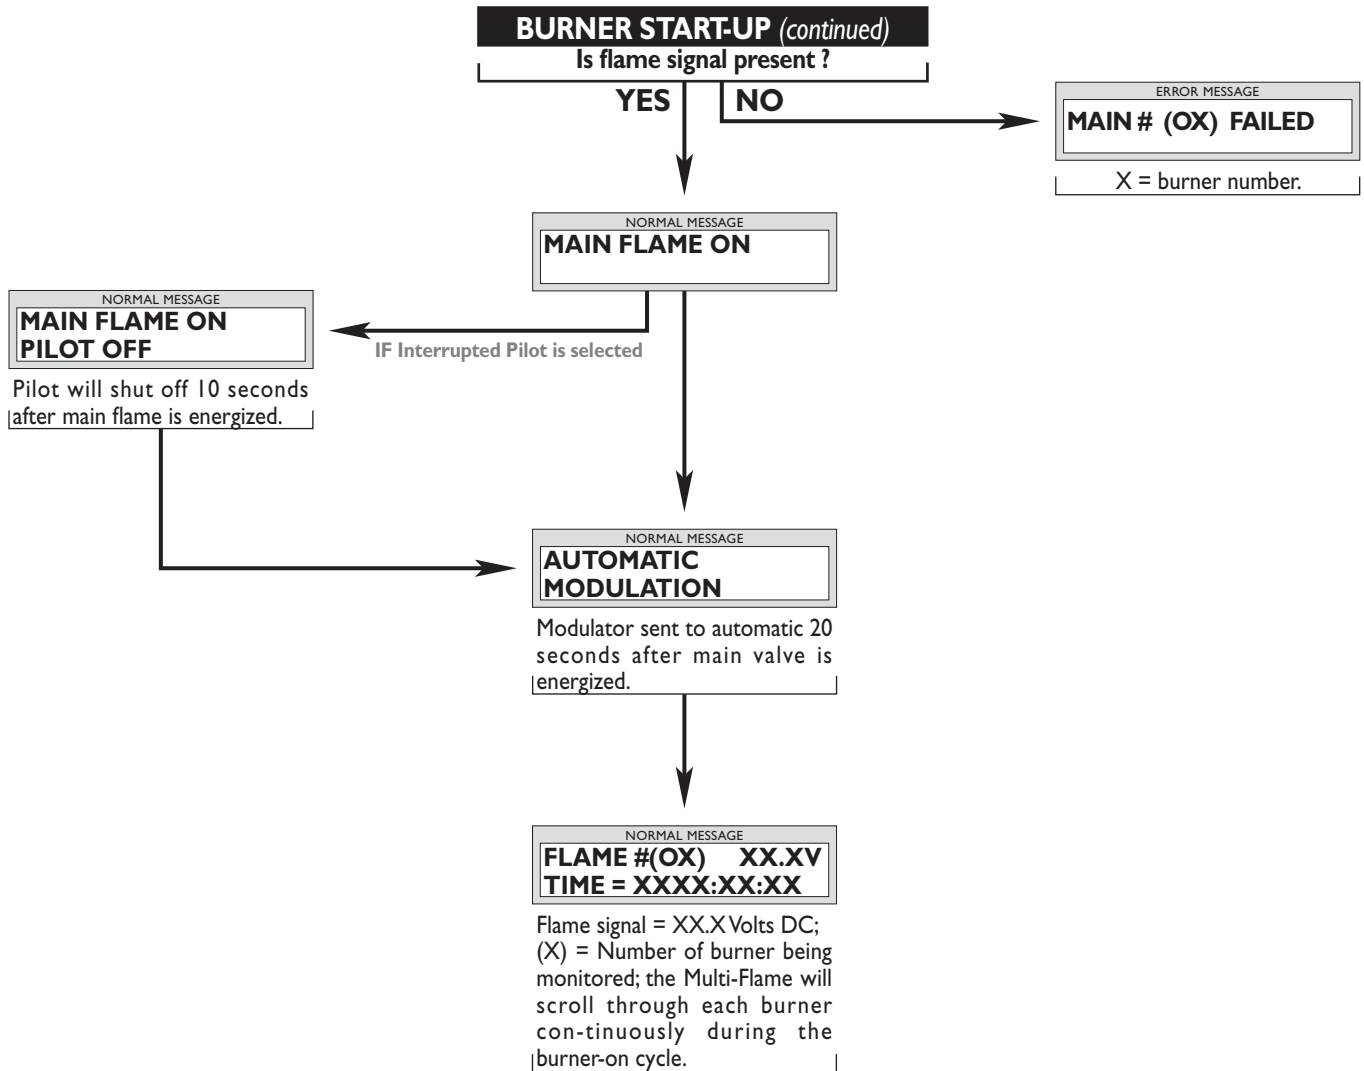 BURNER START-UP (continued)
Is flame signal present ?
YES
NO
ERROR MESSAGE
MAIN # (OX) FAILED
X = burner number.
NORMAL MESSAGE
MAIN FLAME ON
NORMAL MESSAGE
MAIN FLAME ON
PILOT OFF
IF Interrupted Pilot is selected
Pilot will shut off 10 seconds
after main flame is energized.
NORMAL MESSAGE
AUTOMATIC
MODULATION
Modulator sent to automatic 20
seconds after main valve is
energized.
NORMAL MESSAGE
FLAME #(OX) XX.XV
TIME = XXXX:XX:XX
Flame signal = XX.X Volts DC;
(X) = Number of burner being
monitored; the Multi-Flame will
scroll through each burner
con-tinuously during the
burner-on cycle.